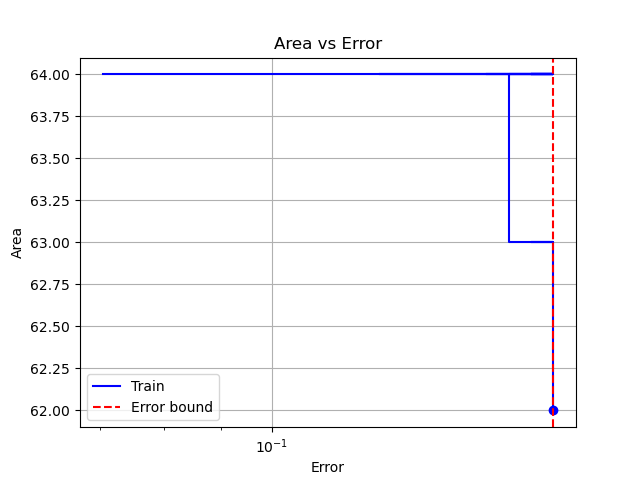 Area vs Error
64.00
63.75
63.50
63.25
63.00
62.75
62.50
62.25
62.00
Area
Train
Error bound
10⁻¹
Error